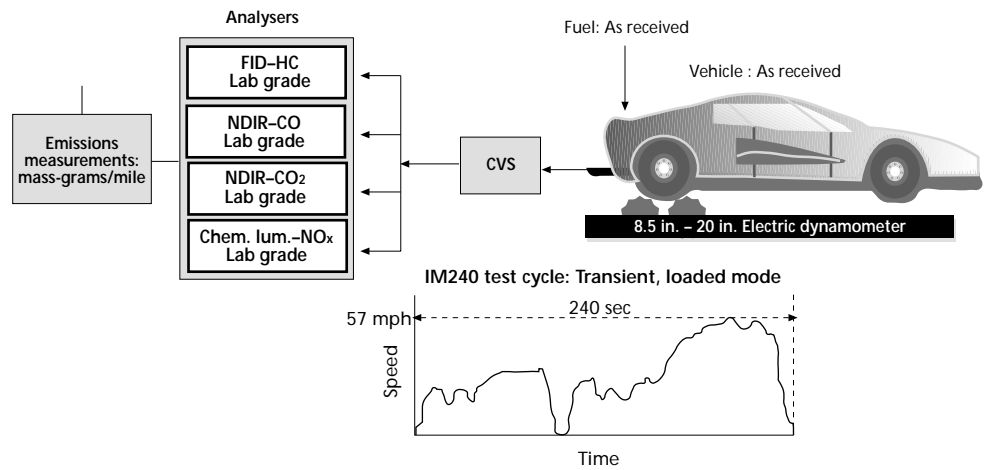 Analysers
FID–HC
Lab grade
NDIR–CO
Lab grade
NDIR–CO2
Lab grade
Chem. lum.–NOx
Lab grade
Emissions
measurements:
mass-grams/mile
CVS
Fuel: As received
Vehicle : As received
8.5 in. – 20 in. Electric dynamometer
IM240 test cycle: Transient, loaded mode
240 sec
57 mph
Speed
Time